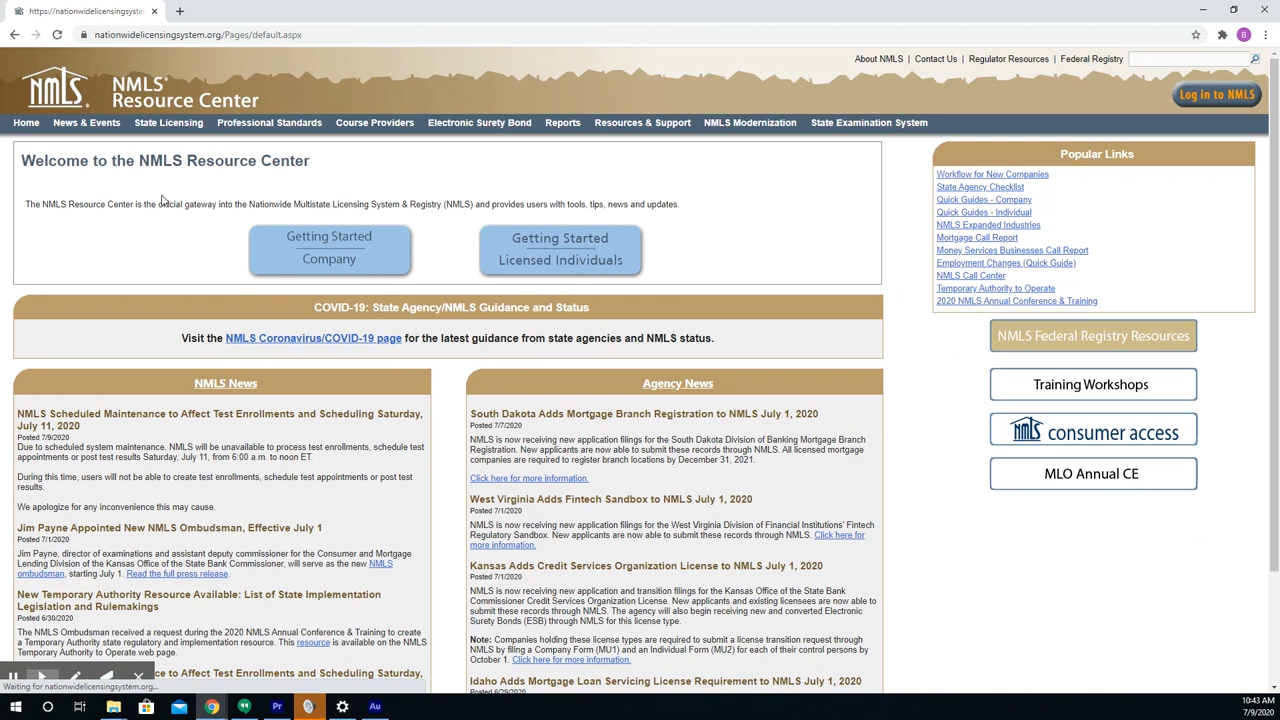 https://nationwidelicensingsystem.org/
nationwidelicensingsystem.org/Pages/default.aspx
B
About NMLS | Contact Us | Regulator Resources | Federal Registry
nmls
NMLS
Resource Center
Log in to NMLS
Home News & Events State Licensing Professional Standards Course Providers Electronic Surety Bond Reports Resources & Support NMLS Modernization State Examination System
Welcome to the NMLS Resource Center
The NMLS Resource Center is the official gateway into the Nationwide Multistate Licensing System & Registry (NMLS) and provides users with tools, tips, news and updates.
Getting Started
Company
Getting Started
Licensed Individuals
COVID-19: State Agency/NMLS Guidance and Status
Visit the NMLS Coronavirus/COVID-19 page for the latest guidance from state agencies and NMLS status.
NMLS News
NMLS Scheduled Maintenance to Affect Test Enrollments and Scheduling Saturday,
July 11, 2020
Posted 7/9/2020
Due to scheduled system maintenance, NMLS will be unavailable to process test enrollments, schedule test
appointments or post test results Saturday, July 11, from 6:00 a.m. to noon ET.
During this time, users will not be able to create test enrollments, schedule test appointments or post test
results.
We apologize for any inconvenience this may cause.
Jim Payne Appointed New NMLS Ombudsman, Effective July 1
Posted 7/1/2020
Jim Payne, director of examinations and assistant deputy commissioner for the Consumer and Mortgage
Lending Division of the Kansas Office of the State Bank Commissioner, will serve as the new NMLS
ombudsman, starting July 1. Read the full press release.
New Temporary Authority Resource Available: List of State Implementation
Legislation and Rulemakings
Posted 6/30/2020
The NMLS Ombudsman received a request during the 2020 NMLS Annual Conference & Training to create
a Temporary Authority state regulatory and implementation resource. This resource is available on the NMLS
Temporary Authority to Operate web page.
ce to Affect Test Enrollments and Scheduling Saturday,
Agency News
South Dakota Adds Mortgage Branch Registration to NMLS July 1, 2020
Posted 7/7/2020
NMLS is now receiving new application filings for the South Dakota Division of Banking Mortgage Branch
Registration. New applicants are now able to submit these records through NMLS. All licensed mortgage
companies are required to register branch locations by December 31, 2021.
Click here for more information.
West Virginia Adds Fintech Sandbox to NMLS July 1, 2020
Posted 7/1/2020
NMLS is now receiving new application filings for the West Virginia Division of Financial Institutions' Fintech
Regulatory Sandbox. New applicants are now able to submit these records through NMLS. Click here for
more information.
Kansas Adds Credit Services Organization License to NMLS July 1, 2020
Posted 7/1/2020
NMLS is now receiving new application and transition filings for the Kansas Office of the State Bank
Commissioner Credit Services Organization License. New applicants and existing licensees are now able to
submit these records through NMLS. The agency will also begin receiving new and converted Electronic
Surety Bonds (ESB) through NMLS for this license type.
Note: Companies holding these license types are required to submit a license transition request through
NMLS by filing a Company Form (MU1) and an Individual Form (MU2) for each of their control persons by
October 1. Click here for more information.
Idaho Adds Mortgage Loan Servicing License Requirement to NMLS July 1, 2020
Posted 6/29/2020
Popular Links
Workflow for New Companies
State Agency Checklist
Quick Guides - Company
Quick Guides - Individual
NMLS Expanded Industries
Mortgage Call Report
Money Services Businesses Call Report
Employment Changes (Quick Guide)
NMLS Call Center
Temporary Authority to Operate
2020 NMLS Annual Conference & Training
NMLS Federal Registry Resources
Training Workshops
nmls consumer access
MLO Annual CE
Waiting for nationwidelicensingsystem.org...
Pr
Au
10:43 AM
7/9/2020